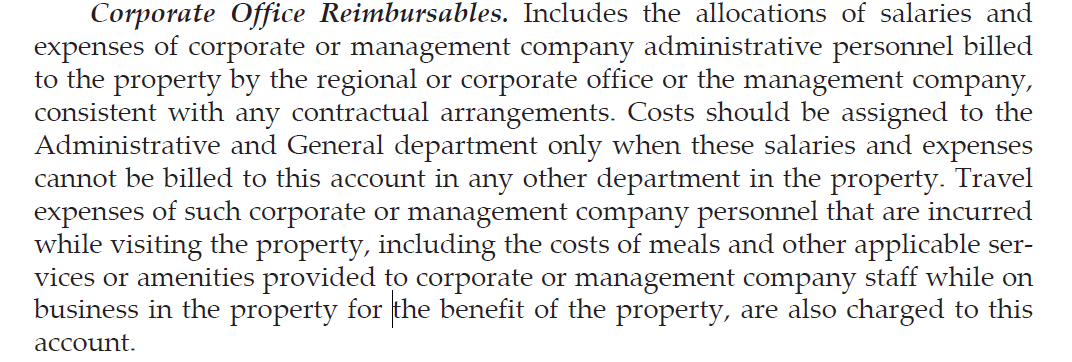 Corporate Office Reimbursables. Includes the allocations of salaries and
expenses of corporate or management company administrative personnel billed
to the property by the regional or corporate office or the management company,
consistent with any contractual arrangements. Costs should be assigned to the
Administrative and General department only when these salaries and expenses
cannot be billed to this account in any other department in the property. Travel
expenses of such corporate or management company personnel that are incurred
while visiting the property, including the costs of meals and other applicable ser-
vices or amenities provided to corporate or management company staff while on
business in the property for the benefit of the property, are also charged to this
account.